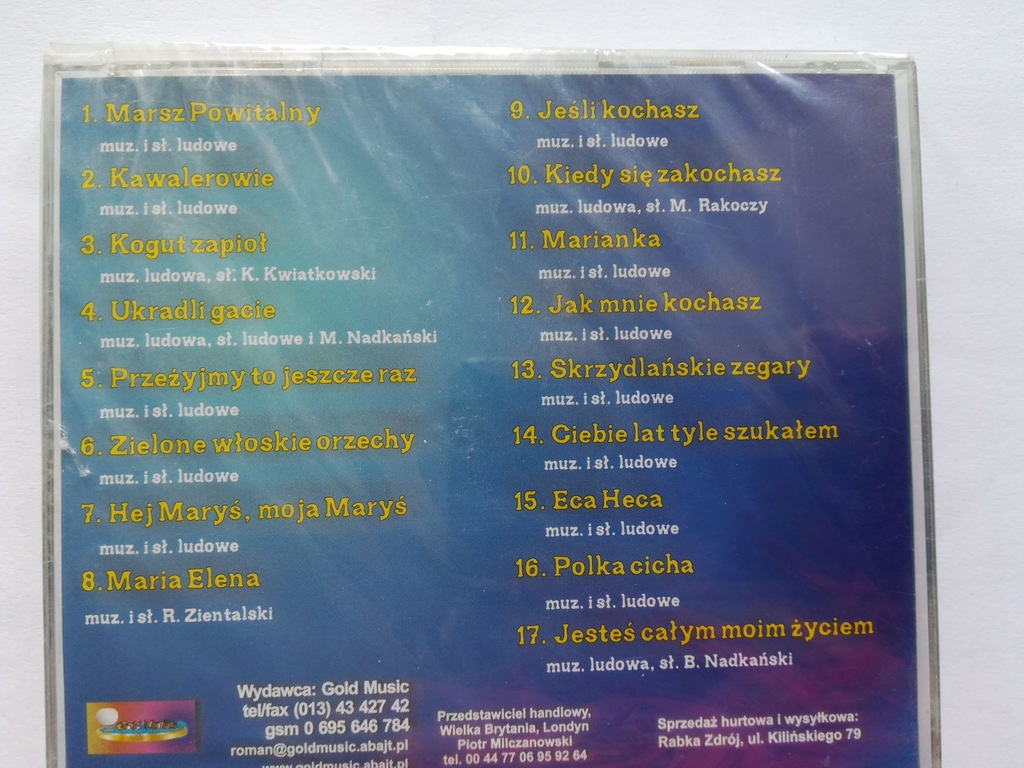 1. Marsz Powitalny
muz. i sł. ludowe
2. Kawalerowie
muz. i sł. ludowe
3. Kogut zapioł
muz. ludowa, sł. K. Kwiatkowski
4. Ukradli gacie
muz. ludowa, sł. ludowe i M. Nadkański
5. Przeżyjmy to jeszcze raz
muz. i sł. ludowe
6. Zielone włoskie orzechy
muz. i sł. ludowe
7. Hej Maryś, moja Maryś
muz. i sł. ludowe
8. Maria Elena
muz. i sł. R. Zientalski
9. Jeśli kochasz
muz. i sł. ludowe
10. Kiedy się zakochasz
muz. ludowa, sł. M. Rakoczy
11. Marianka
muz. i sł. ludowe
12. Jak mnie kochasz
muz. i sł. ludowe
13. Skrzydlańskie zegary
muz. i sł. ludowe
14. Ciebie lat tyle szukałem
muz. i sł. ludowe
15. Eca Heca
muz. i sł. ludowe
16. Polka cicha
muz. i sł. ludowe
17. Jesteś całym moim życiem
muz. ludowa, sł. B. Nadkański
Wydawca: Gold Music
tel/fax (013) 43 427 42
gsm 0 695 646 784
roman@goldmusic.abajt.pl
www.goldmusic.abajt.pl
Przedstawiciel handlowy,
Wielka Brytania, Londyn
Piotr Milczanowski
tel. 00 44 77 06 95 92 64
Sprzedaż hurtowa i wysyłkowa:
Rabka Zdrój, ul. Kilińskiego 79